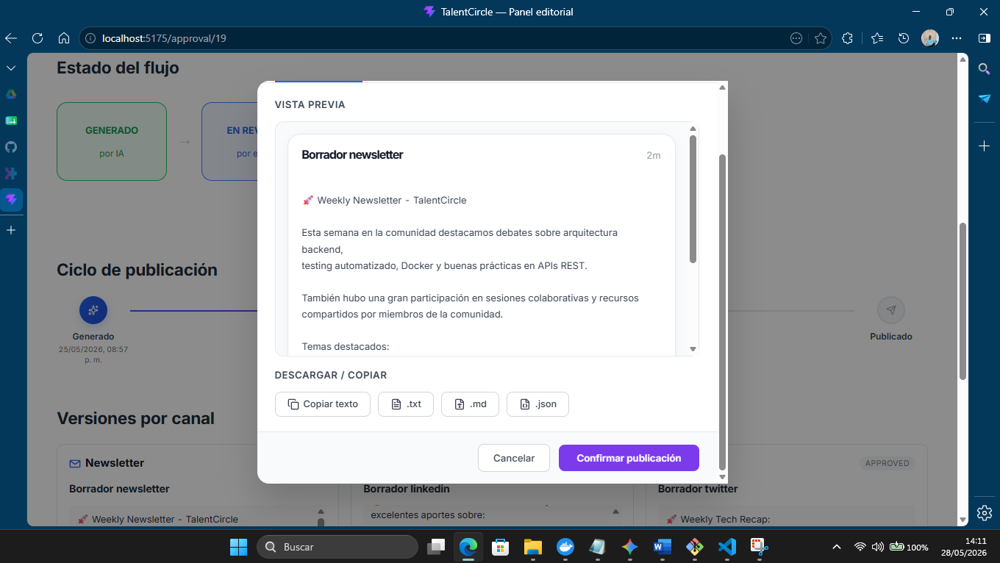 TalentCircle — Panel editorial
localhost:5175/approval/19
Estado del flujo
GENERADO
por IA
→
EN REV
por e
VISTA PREVIA
Borrador newsletter
2m
🚀 Weekly Newsletter - TalentCircle
Esta semana en la comunidad destacamos debates sobre arquitectura
backend,
testing automatizado, Docker y buenas prácticas en APIs REST.
También hubo una gran participación en sesiones colaborativas y recursos
compartidos por miembros de la comunidad.
Temas destacados:
DESCARGAR / COPIAR
Copiar texto
.txt
.md
.json
Cancelar
Confirmar publicación
Ciclo de publicación
Generado
25/05/2026, 08:57
p. m.
Publicado
Versiones por canal
Newsletter
Borrador newsletter
🚀 Weekly Newsletter - TalentCircle
Borrador linkedin
excelentes aportes sobre:
APPROVED
Borrador twitter
🚀 Weekly Tech Recap:
Buscar
100%
14:11
28/05/2026